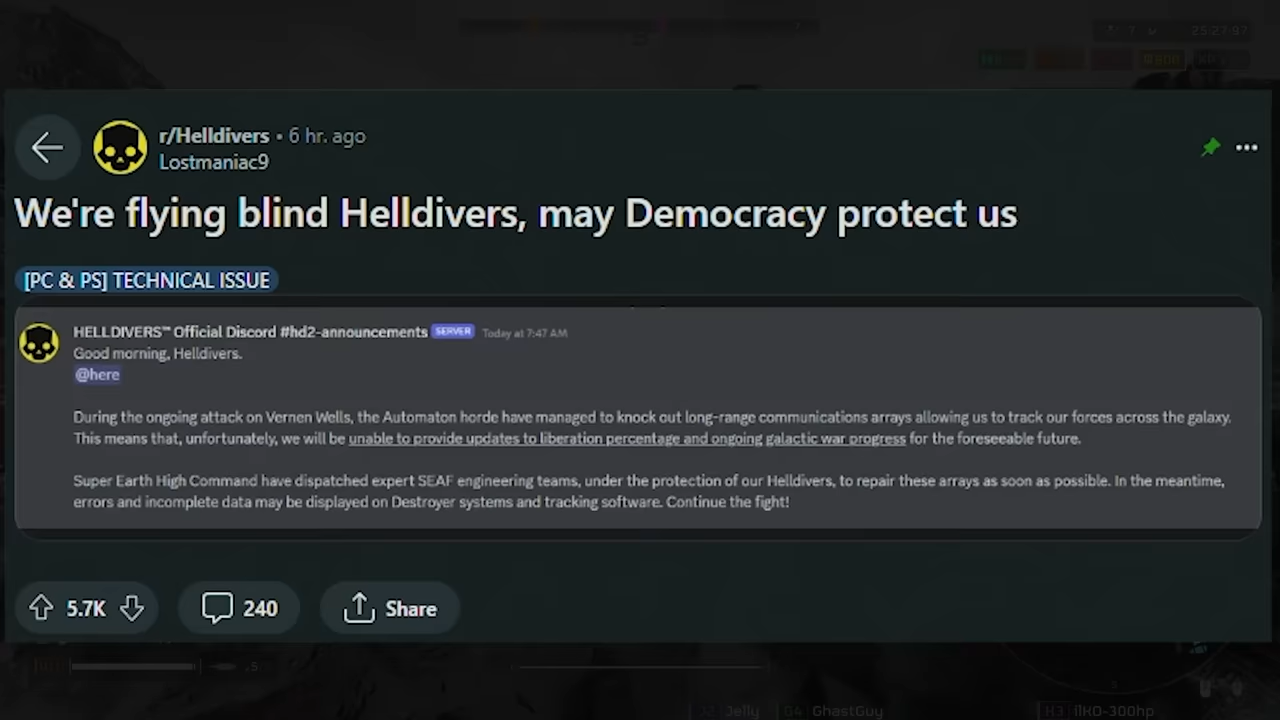 r/Helldivers • 6 hr. ago
Lostmaniac9
We're flying blind Helldivers, may Democracy protect us
[PC & PS] TECHNICAL ISSUE
HELLDIVERS™ Official Discord #hd2-announcements SERVER Today at 7:47 AM
Good morning, Helldivers.
@here
During the ongoing attack on Vernen Wells, the Automaton horde have managed to knock out long-range communications arrays allowing us to track our forces across the galaxy.
This means that, unfortunately, we will be unable to provide updates to liberation percentage and ongoing galactic war progress for the foreseeable future.
Super Earth High Command have dispatched expert SEAF engineering teams, under the protection of our Helldivers, to repair these arrays as soon as possible. In the meantime,
errors and incomplete data may be displayed on Destroyer systems and tracking software. Continue the fight!
5.7K 240 Share
Jelly GhastGuy